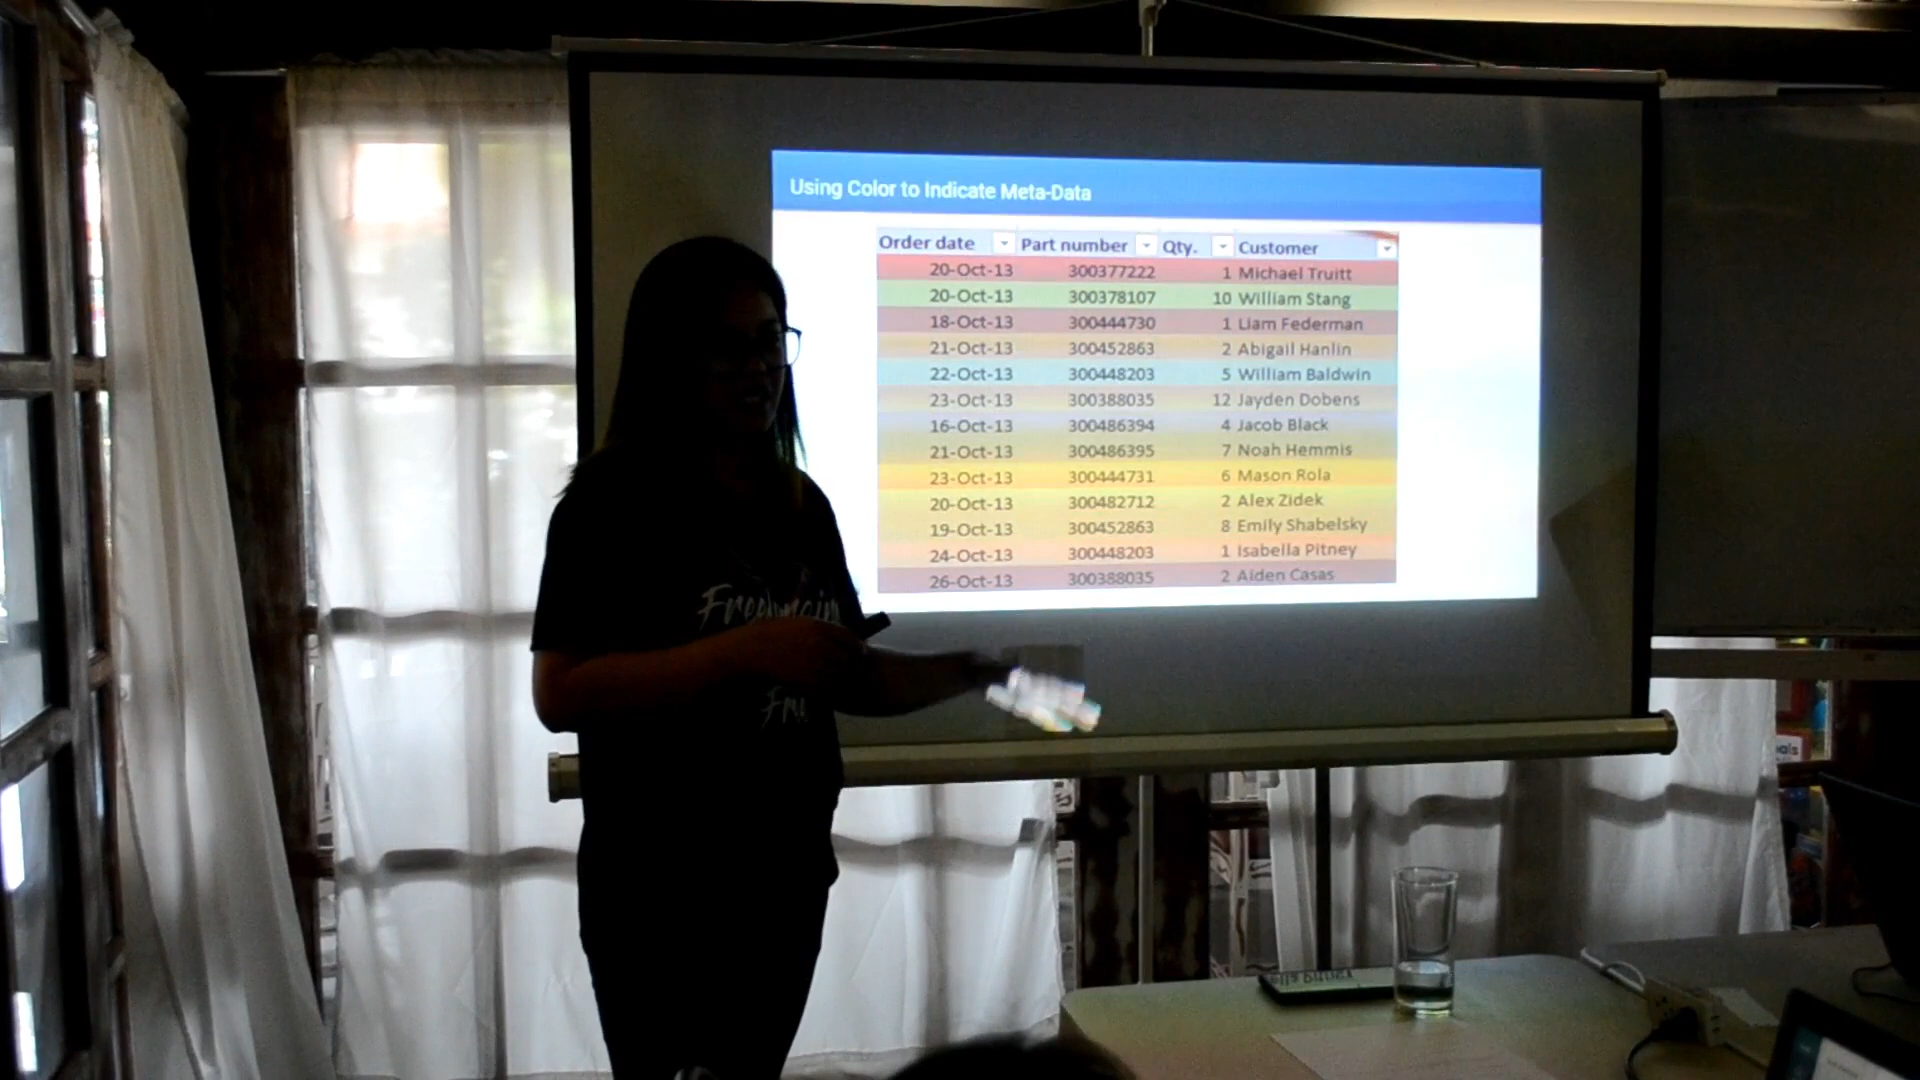 Using Color to Indicate Meta-Data
Order date Part number Qty. Customer
20-Oct-13 300377222 1 Michael Truitt
20-Oct-13 300378107 10 William Stang
18-Oct-13 300444730 1 Liam Federman
21-Oct-13 300452863 2 Abigail Hanlin
22-Oct-13 300448203 5 William Baldwin
23-Oct-13 300388035 12 Jayden Dobens
16-Oct-13 300486394 4 Jacob Black
21-Oct-13 300486395 7 Noah Hemmis
23-Oct-13 300444731 6 Mason Rola
20-Oct-13 300482712 2 Alex Zidek
19-Oct-13 300452863 8 Emily Shabelsky
24-Oct-13 300448203 1 Isabella Pitney
26-Oct-13 300388035 2 Aiden Casas